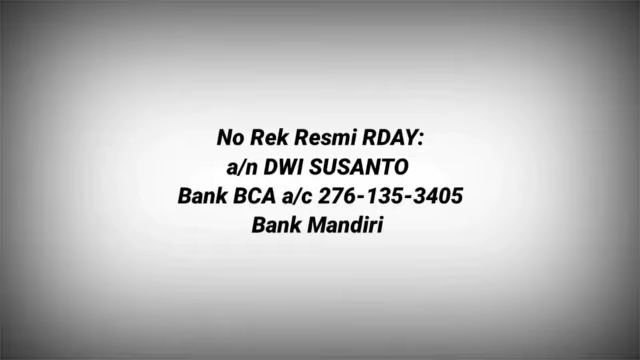 No Rek Resmi RDAY:
a/n DWI SUSANTO
Bank BCA a/c 276-135-3405
Bank Mandiri